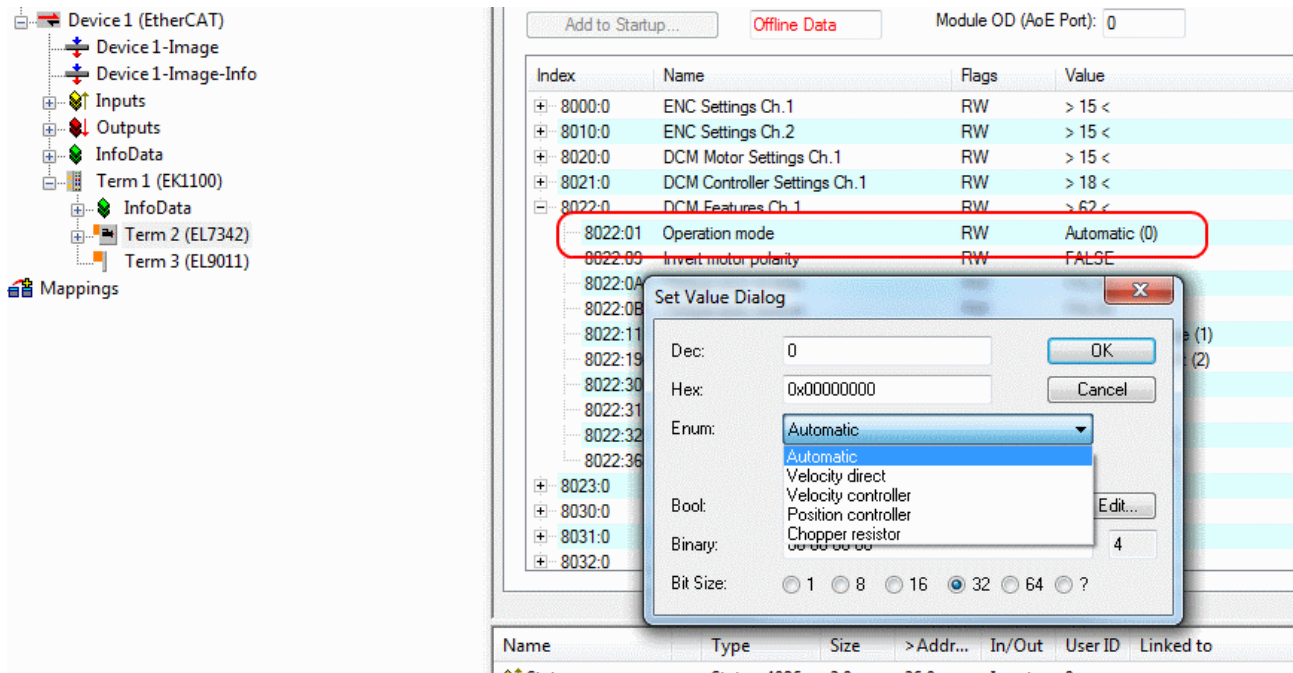 Device 1 (EtherCAT)
Device 1-Image
Device 1-Image-Info
Inputs
Outputs
InfoData
Term 1 (EK1100)
InfoData
Term 2 (EL7342)
Term 3 (EL9011)
Mappings
Add to Startup... Offline Data Module OD (AoE Port): 0
Index Name Flags Value
8000:0 ENC Settings Ch.1 RW > 15 <
8010:0 ENC Settings Ch.2 RW > 15 <
8020:0 DCM Motor Settings Ch.1 RW > 15 <
8021:0 DCM Controller Settings Ch.1 RW > 18 <
8022:0 DCM Features Ch.1 RW > 62 <
8022:01 Operation mode RW Automatic (0)
8022:09 Invert motor polarity RW FALSE
8022:0A
8022:0B
8022:11 (1)
8022:19 (2)
8022:30
8022:31
8022:32
8022:36
8023:0
8030:0
8031:0
8032:0
Set Value Dialog
Dec: 0 OK
Hex: 0x00000000 Cancel
Enum: Automatic
Automatic
Velocity direct
Velocity controller
Position controller
Chopper resistor
Bool: Edit...
Binary: 00 00 00 00 4
Bit Size: 1 8 16 32 64 ?
Name Type Size >Addr... In/Out User ID Linked to